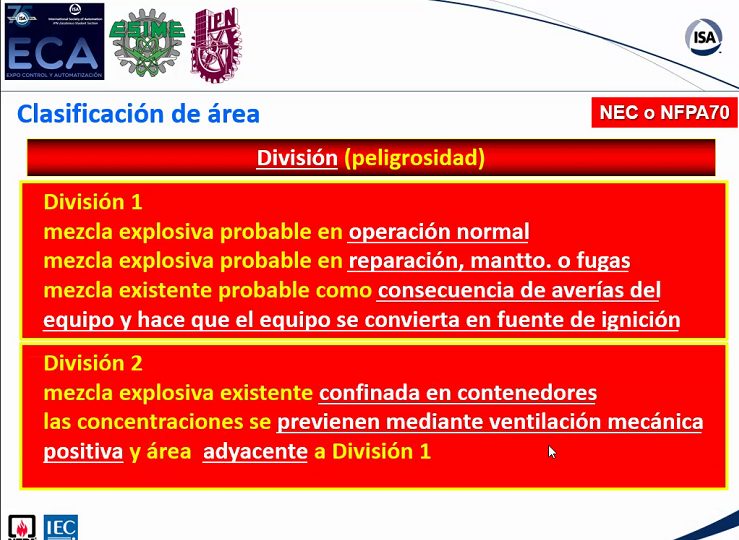 ISA
International Society of Automation
ECA
EXPO CONTROL Y AUTOMATIZACIÓN
ESIME
IPN
ISA
Clasificación de área
NEC o NFPA70
División (peligrosidad)
División 1
mezcla explosiva probable en operación normal
mezcla explosiva probable en reparación, mantto. o fugas
mezcla existente probable como consecuencia de averías del
equipo y hace que el equipo se convierta en fuente de ignición
División 2
mezcla explosiva existente confinada en contenedores
las concentraciones se previenen mediante ventilación mecánica
positiva y área adyacente a División 1
IEC